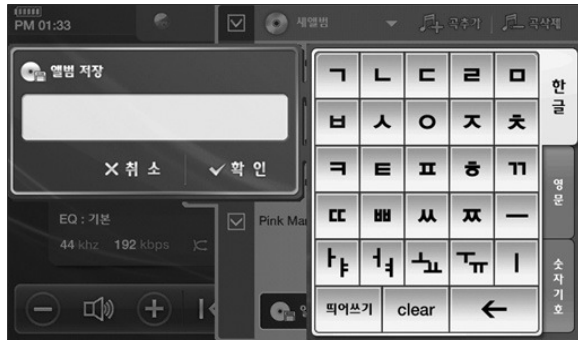 PM 01:33
새앨범
곡추가
곡삭제
앨범 저장
취소
확인
EQ : 기본
44 khz 192 kbps
Pink Mar
ㄱ ㄴ ㄷ ㄹ ㅁ
ㅂ ㅅ ㅇ ㅈ ㅊ
ㅋ ㅌ ㅍ ㅎ ㄲ
ㄸ ㅃ ㅆ ㅉ ㅡ
ㅏㅑ ㅓㅕ ㅗㅛ ㅜㅠ ㅣ
띄어쓰기 clear ←
한글
영문
숫자기호